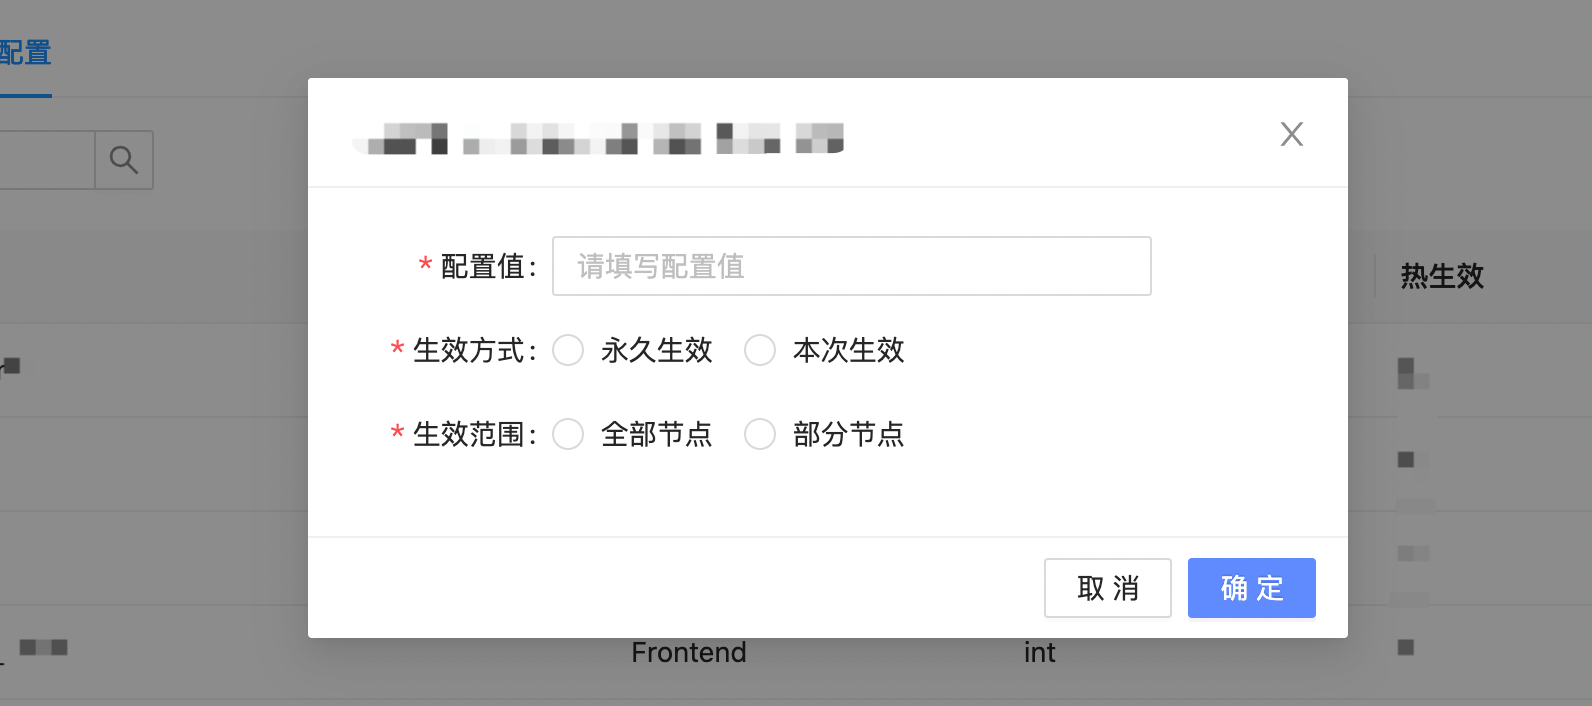 配置
热生效
* 配置值:
请填写配置值
* 生效方式: 永久生效 本次生效
* 生效范围: 全部节点 部分节点
取 消 确 定
Frontend int